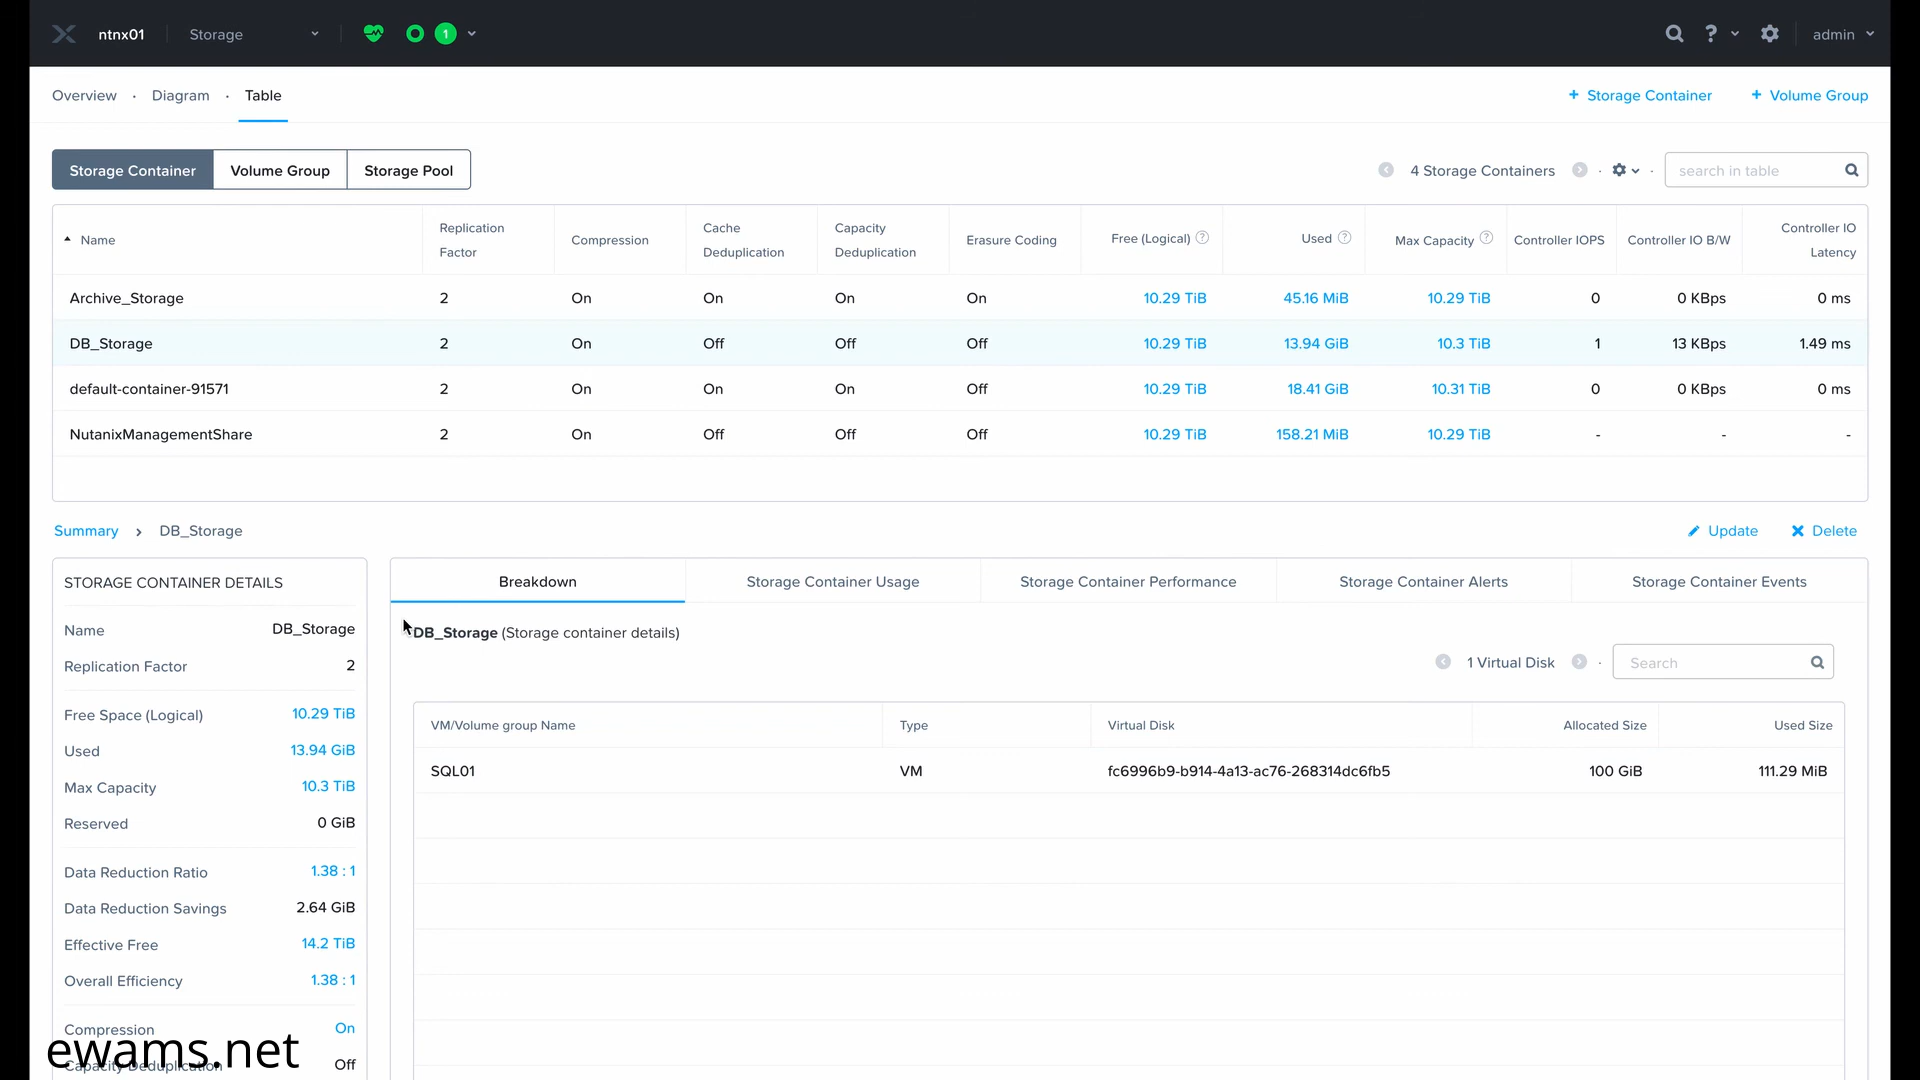 ntnx01 Storage 1 ? admin
Overview · Diagram · Table + Storage Container + Volume Group
Storage Container Volume Group Storage Pool 4 Storage Containers · · search in table
Name Replication Factor Compression Cache Deduplication Capacity Deduplication Erasure Coding Free (Logical) ? Used ? Max Capacity ? Controller IOPS Controller IO B/W Controller IO Latency
Archive_Storage 2 On On On On 10.29 TiB 45.16 MiB 10.29 TiB 0 0 KBps 0 ms
DB_Storage 2 On Off Off Off 10.29 TiB 13.94 GiB 10.3 TiB 1 13 KBps 1.49 ms
default-container-91571 2 On On On Off 10.29 TiB 18.41 GiB 10.31 TiB 0 0 KBps 0 ms
NutanixManagementShare 2 On Off Off Off 10.29 TiB 158.21 MiB 10.29 TiB - - -
Summary › DB_Storage Update Delete
STORAGE CONTAINER DETAILS
Name DB_Storage
Replication Factor 2
Free Space (Logical) 10.29 TiB
Used 13.94 GiB
Max Capacity 10.3 TiB
Reserved 0 GiB
Data Reduction Ratio 1.38 : 1
Data Reduction Savings 2.64 GiB
Effective Free 14.2 TiB
Overall Efficiency 1.38 : 1
Compression On
Capacity Deduplication Off
ewams.net
Breakdown Storage Container Usage Storage Container Performance Storage Container Alerts Storage Container Events
DB_Storage (Storage container details)
1 Virtual Disk · Search
VM/Volume group Name Type Virtual Disk Allocated Size Used Size
SQL01 VM fc6996b9-b914-4a13-ac76-268314dc6fb5 100 GiB 111.29 MiB